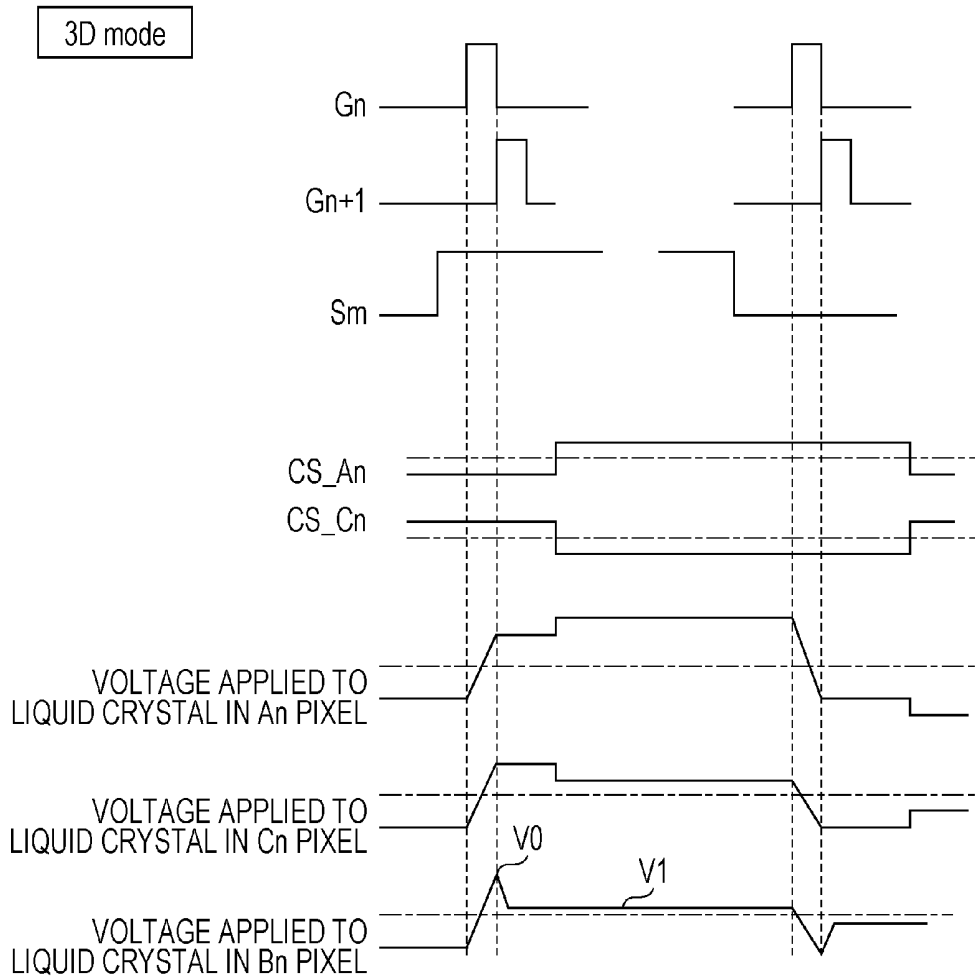 3D mode
Gn
Gn+1
Sm
CS_An
CS_Cn
VOLTAGE APPLIED TO
LIQUID CRYSTAL IN An PIXEL
VOLTAGE APPLIED TO
LIQUID CRYSTAL IN Cn PIXEL
V0
V1
VOLTAGE APPLIED TO
LIQUID CRYSTAL IN Bn PIXEL